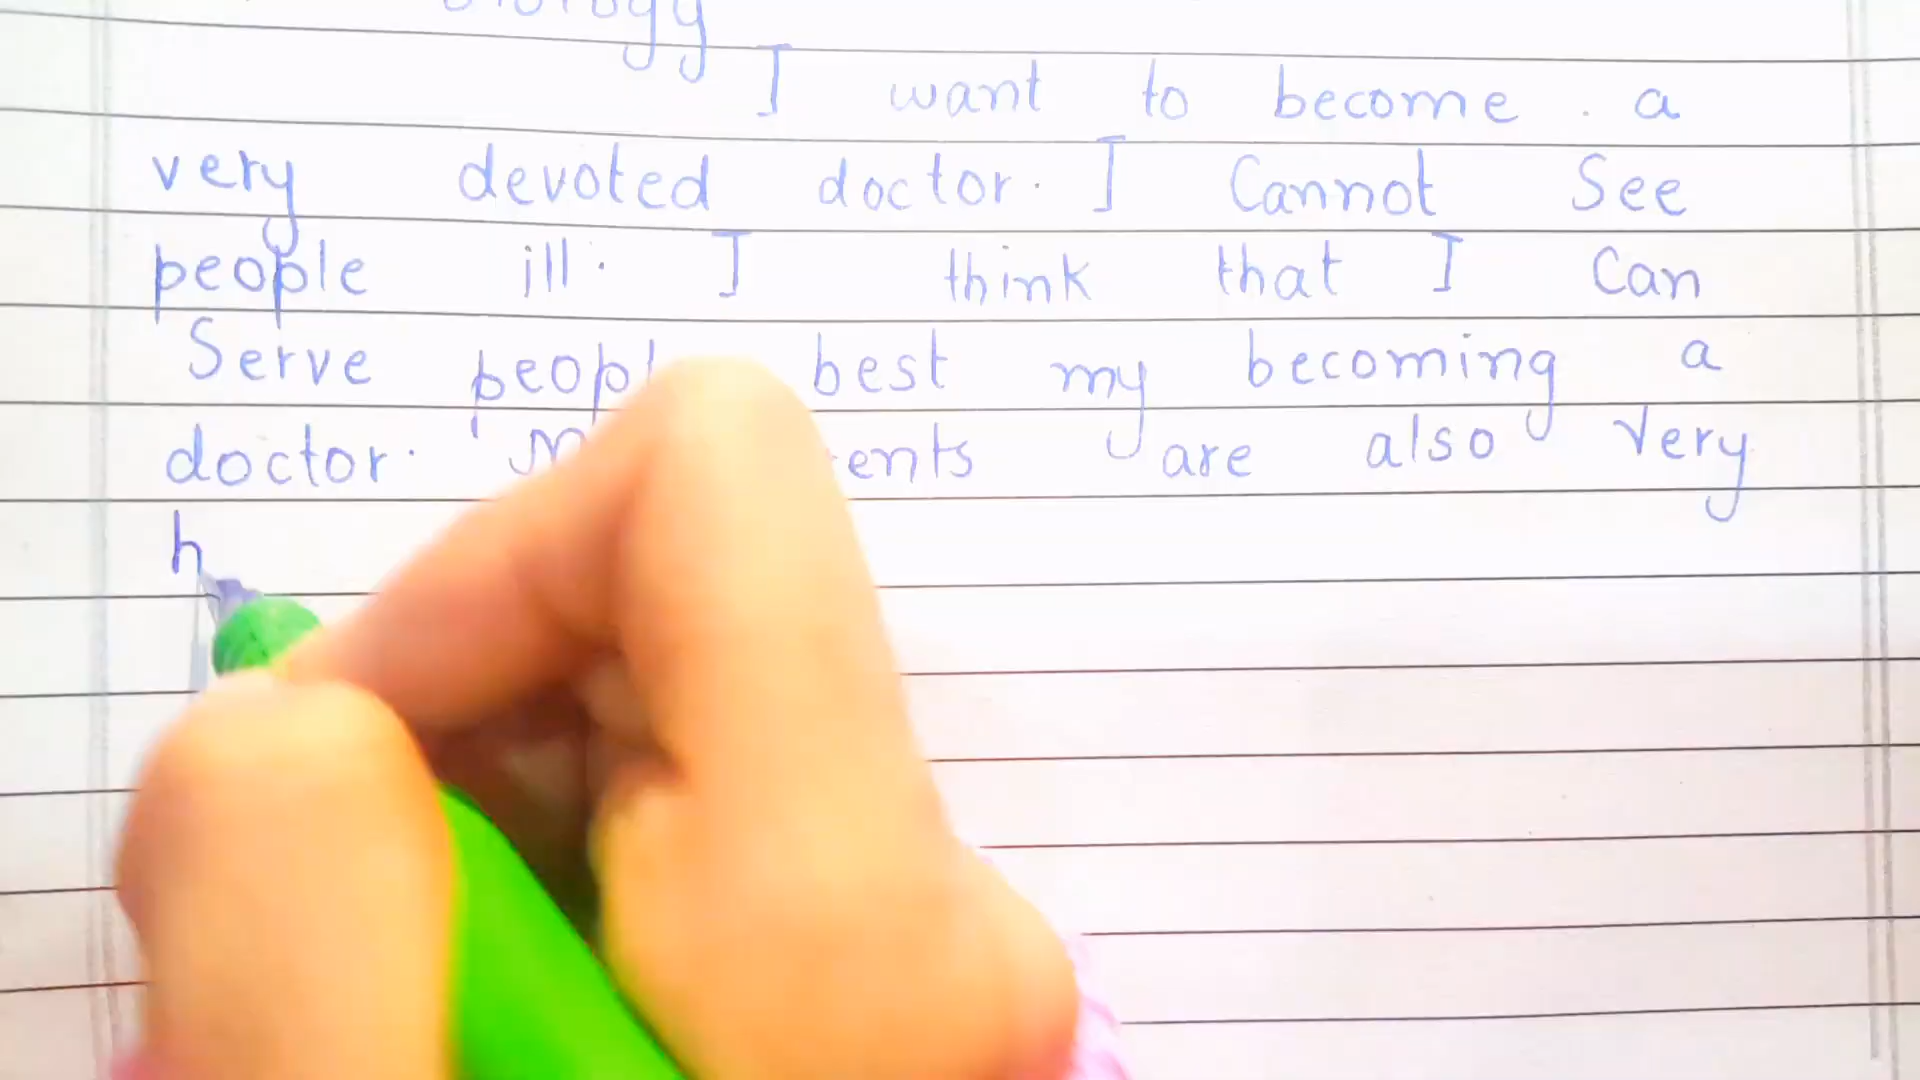 biology
I want to become . a
very devoted doctor. I Cannot See
people ill. I think that I Can
Serve best my becoming a
doctor. are also very